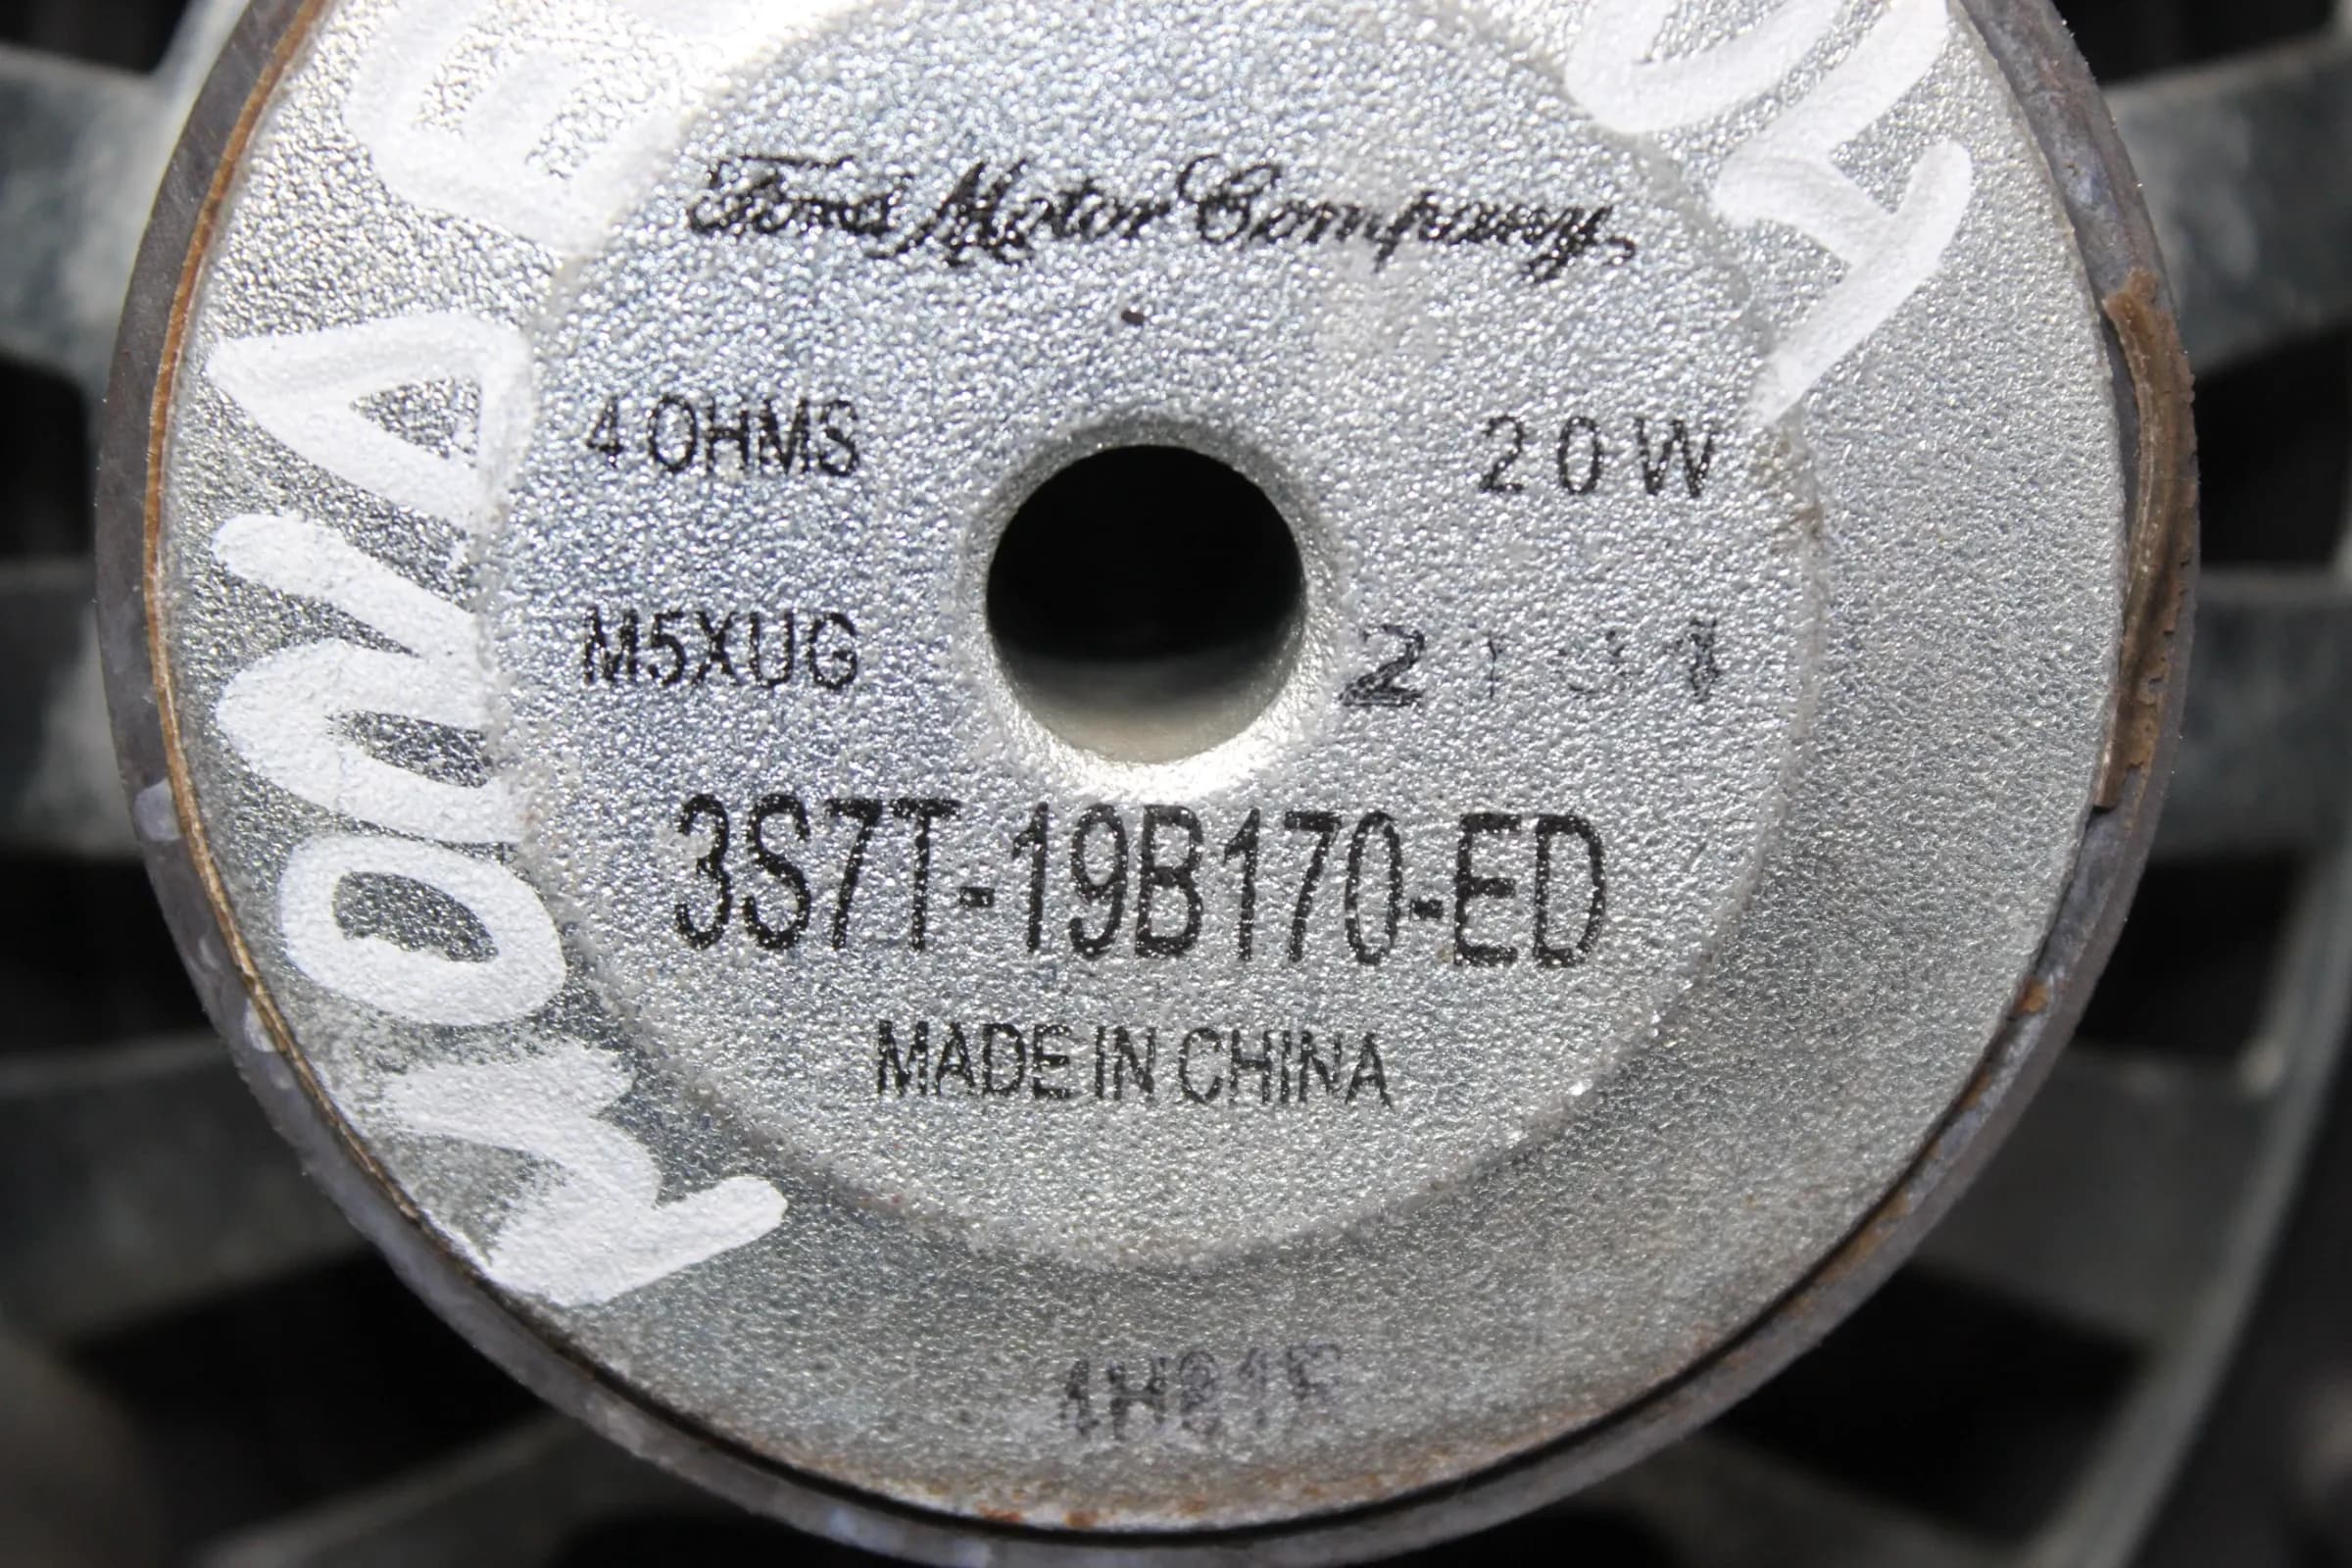 Ford Motor Company
4 OHMS 20 W
M5XUG
3S7T-19B170-ED
MADE IN CHINA